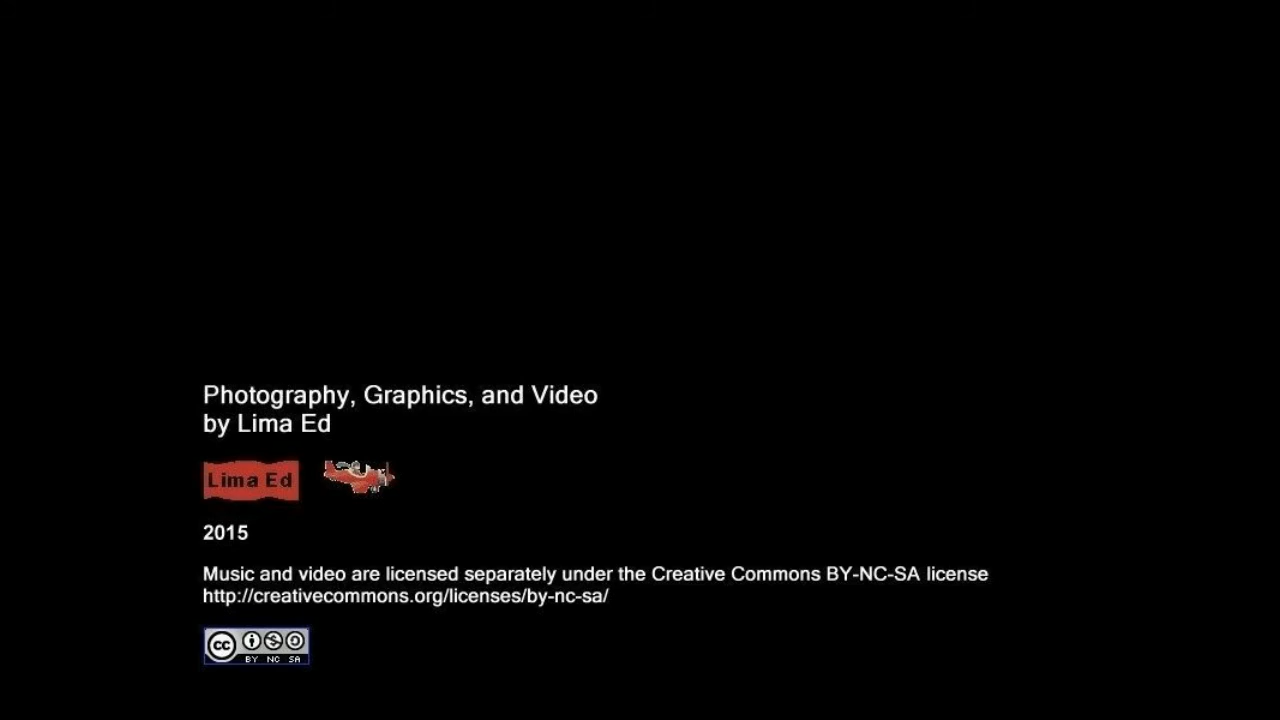 Photography, Graphics, and Video
by Lima Ed
Lima Ed
2015
Music and video are licensed separately under the Creative Commons BY-NC-SA license
http://creativecommons.org/licenses/by-nc-sa/
cc
BY NC SA